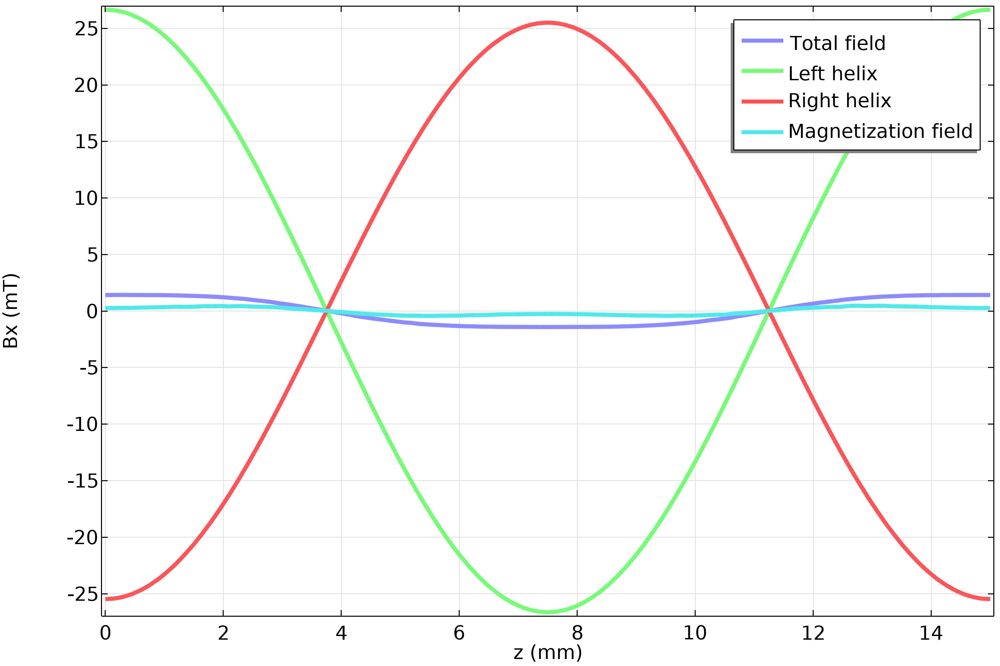 25
20
15
10
5
0
-5
-10
-15
-20
-25
Bx (mT)
Total field
Left helix
Right helix
Magnetization field
0 2 4 6 8 10 12 14
z (mm)